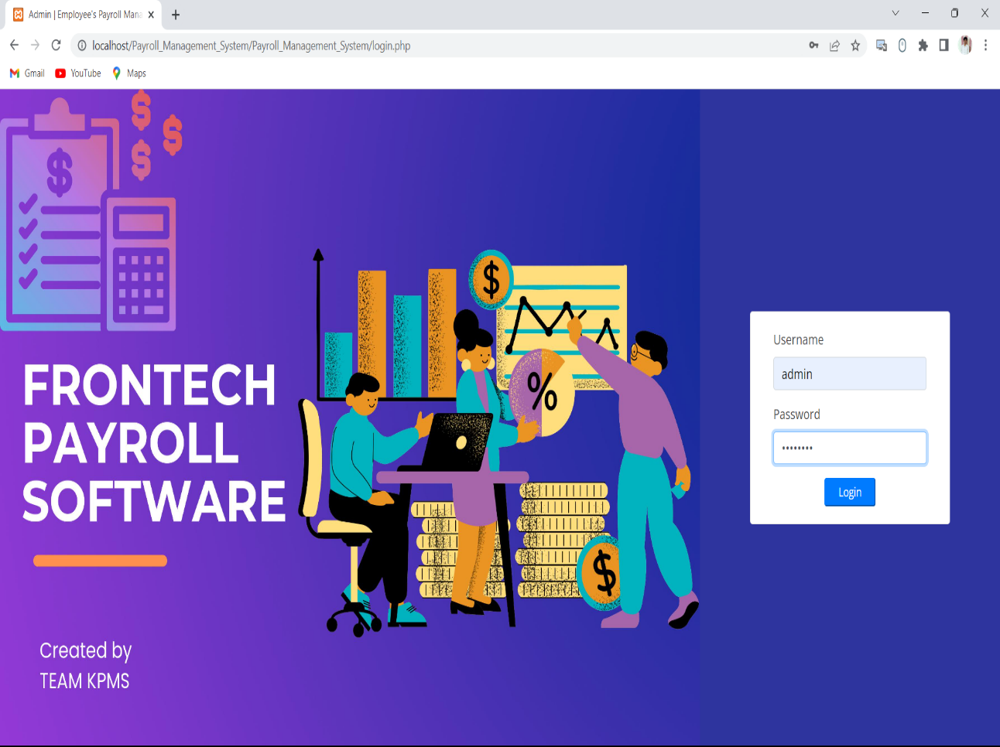 Admin | Employee's Payroll Mana
localhost/Payroll_Management_System/Payroll_Management_System/login.php
Gmail YouTube Maps
$
$
$
$
$
%
FRONTECH
PAYROLL
SOFTWARE
$
Created by
TEAM KPMS
Username
admin
Password
••••••••
Login